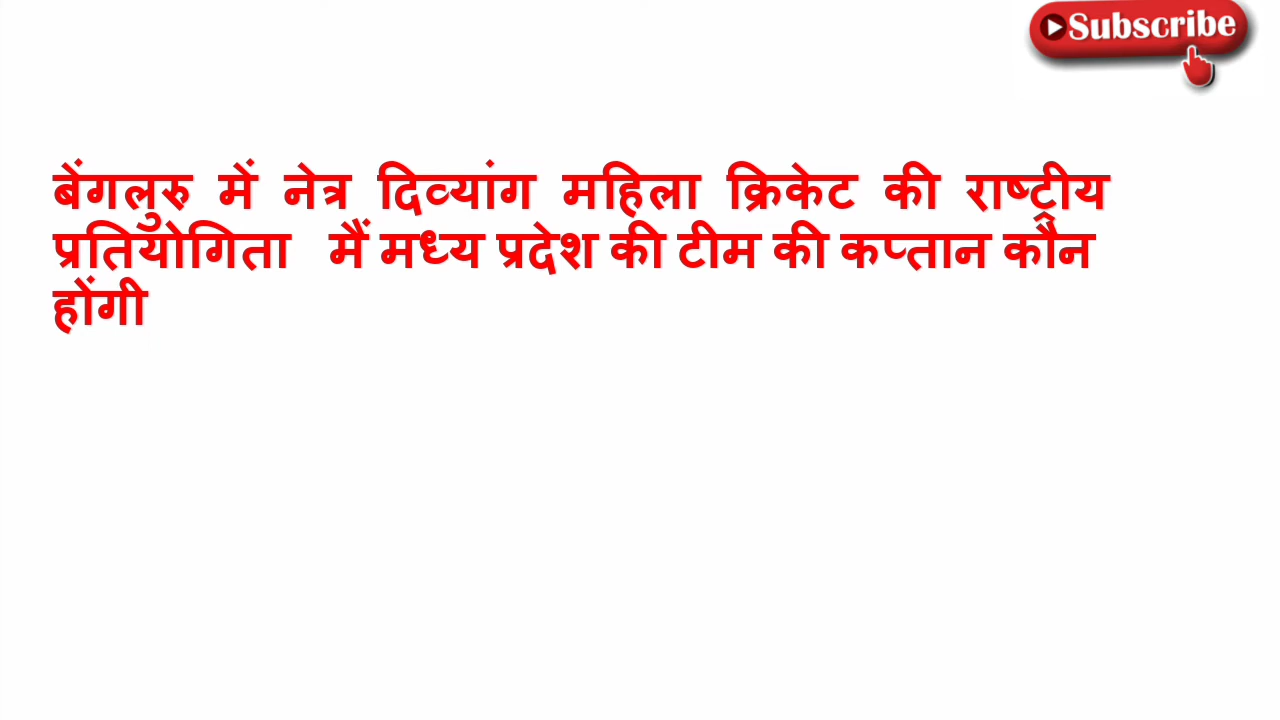 Subscribe
बेंगलुरु में नेत्र दिव्यांग महिला क्रिकेट की राष्ट्रीय
प्रतियोगिता मैं मध्य प्रदेश की टीम की कप्तान कौन
होंगी